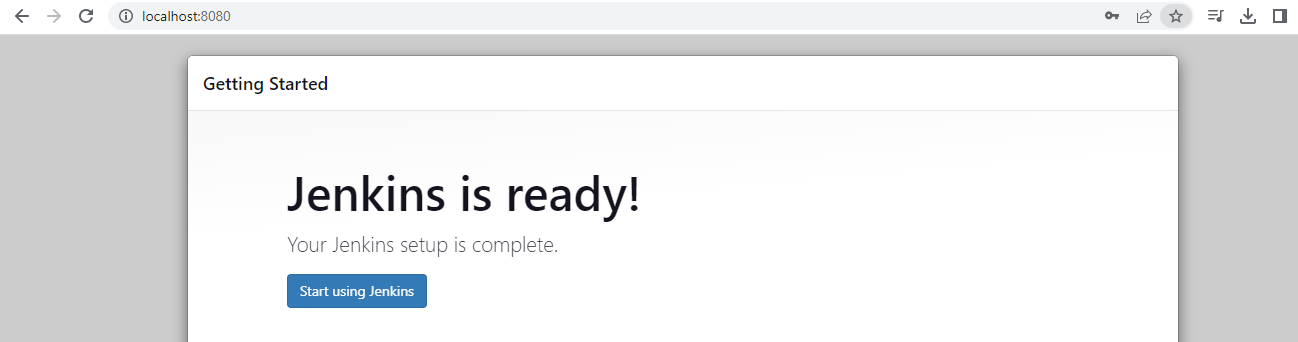 localhost:8080
Getting Started
Jenkins is ready!
Your Jenkins setup is complete.
Start using Jenkins